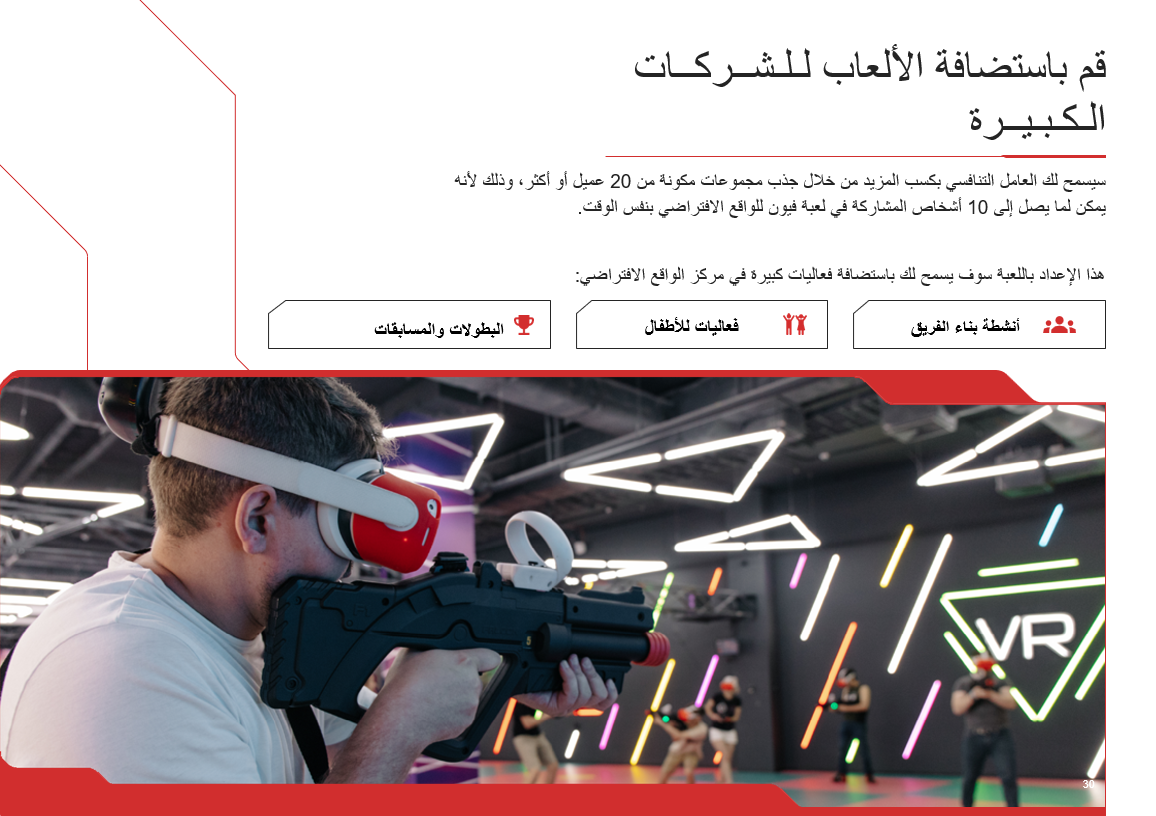 قم باستضافة الألعاب للشركات
الكبيرة
سيسمح لك العامل التنافسي بكسب المزيد من خلال جذب مجموعات مكونة من 20 عميل أو أكثر، وذلك لأنه
يمكن لما يصل إلى 10 أشخاص المشاركة في لعبة فيون للواقع الافتراضي بنفس الوقت.
هذا الإعداد باللعبة سوف يسمح لك باستضافة فعاليات كبيرة في مركز الواقع الافتراضي:
أنشطة بناء الفريق
فعاليات للأطفال
البطولات والمسابقات
VR
30